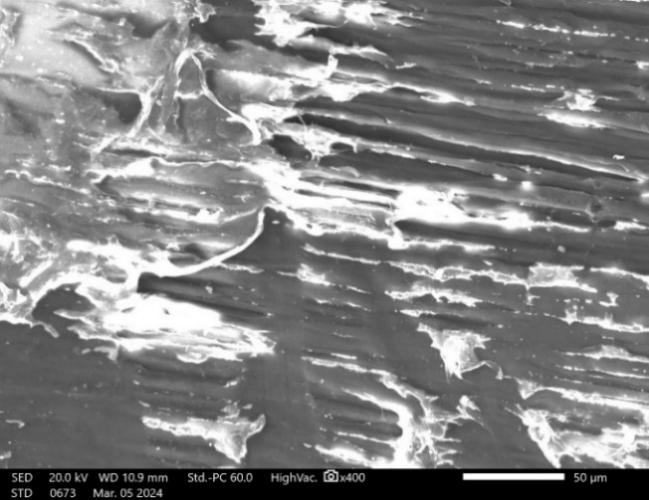 SED 20.0 kV WD 10.9 mm Std.-PC 60.0 HighVac. x400 50 μm
STD 0673 Mar. 05 2024